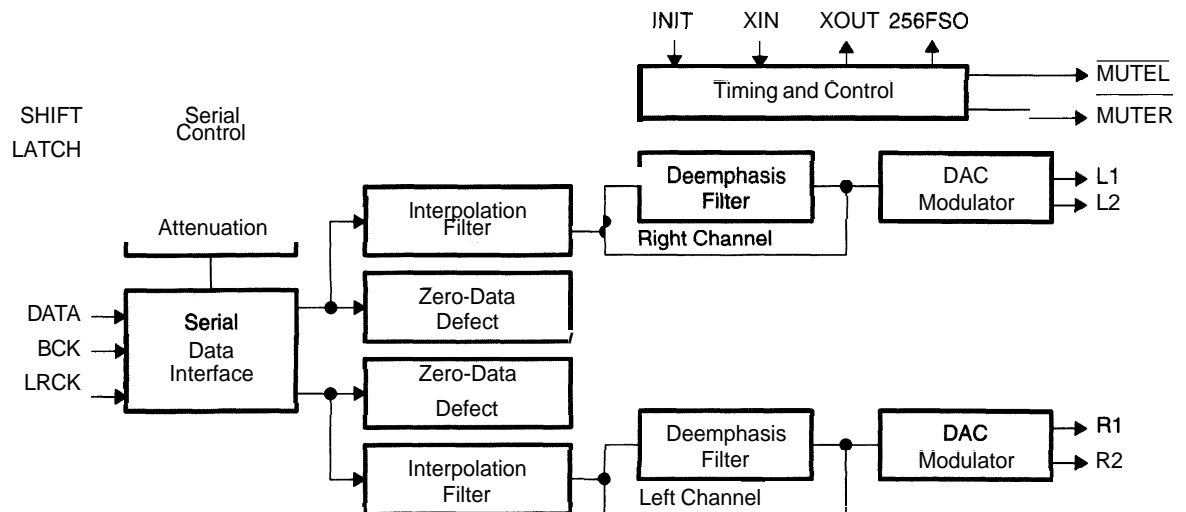 INIT XIN XOUT 256FSO
Timing and Control
MUTEL
MUTER
SHIFT
LATCH
Serial
Control
Attenuation
Interpolation
Filter
Deemphasis
Filter
Right Channel
DAC
Modulator
L1
L2
DATA
BCK
LRCK
Serial
Data
Interface
Zero-Data
Defect
Zero-Data
Defect
Interpolation
Filter
Deemphasis
Filter
Left Channel
DAC
Modulator
R1
R2